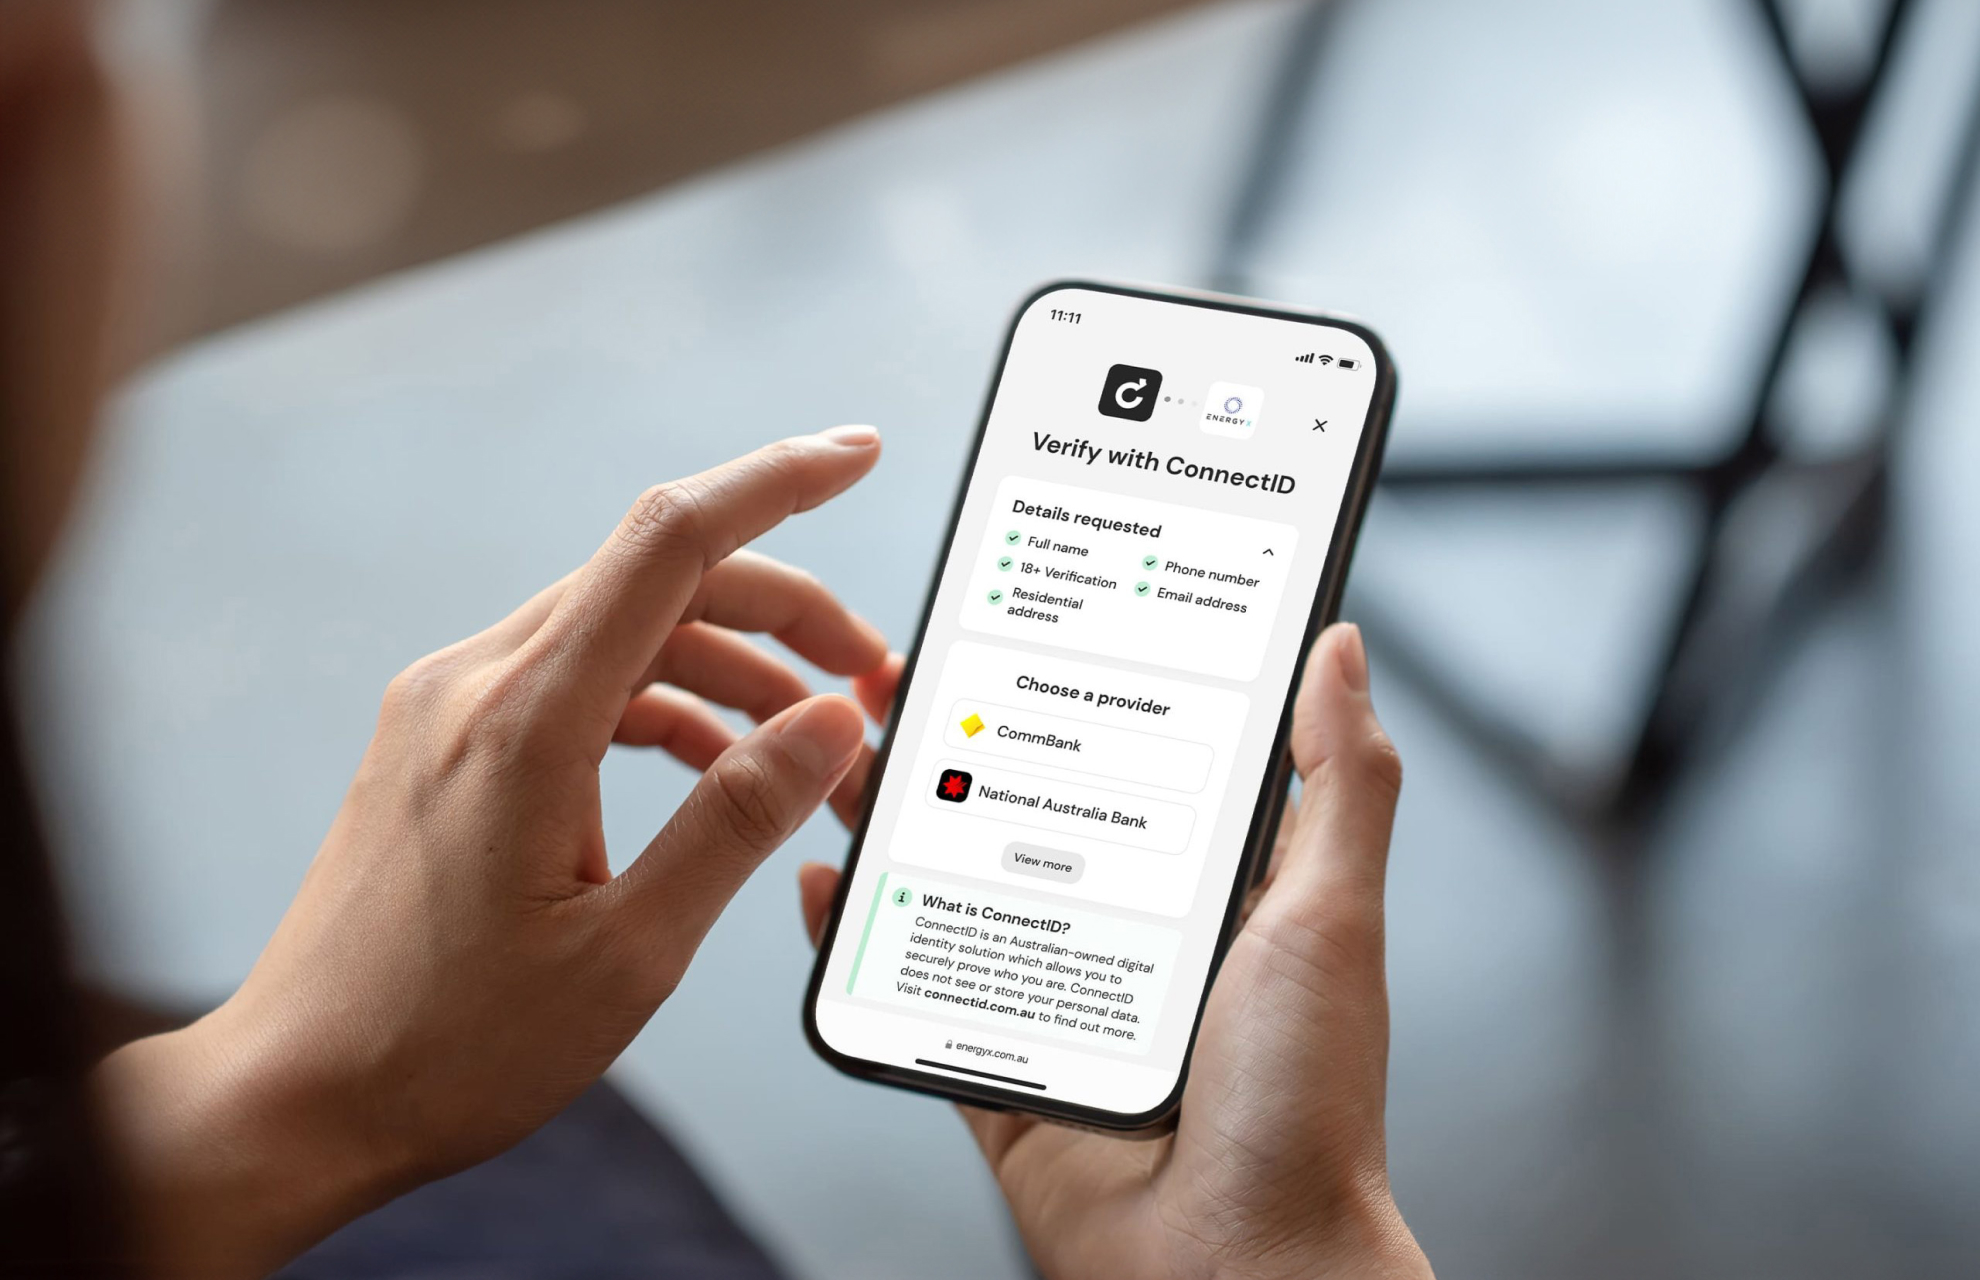 11:11
ENERGYX
Verify with ConnectID
Details requested
Full name
18+ Verification
Residential
address
Phone number
Email address
Choose a provider
CommBank
National Australia Bank
View more
i
What is ConnectID?
ConnectID is an Australian-owned digital
identity solution which allows you to
securely prove who you are. ConnectID
does not see or store your personal data.
Visit connectid.com.au to find out more.
energyx.com.au